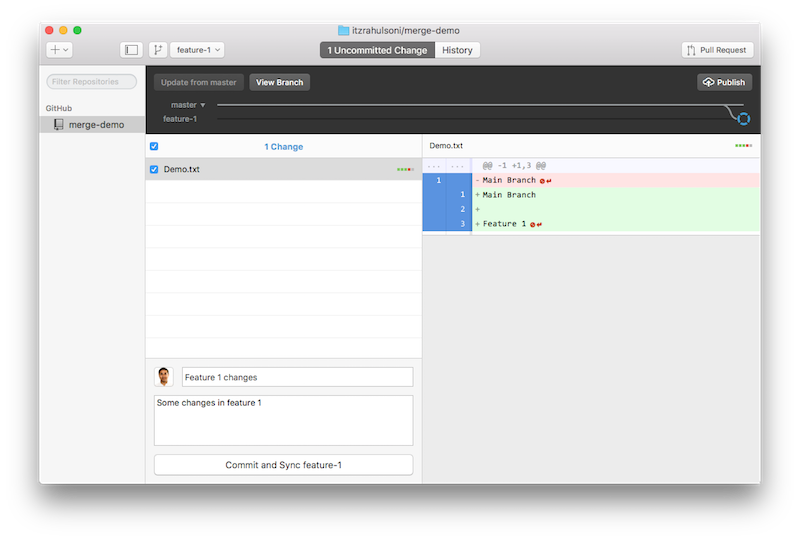 itzrahulsoni/merge-demo
feature-1
1 Uncommitted Change
History
Pull Request
Filter Repositories
Update from master
View Branch
Publish
GitHub
merge-demo
master
feature-1
1 Change
Demo.txt
Demo.txt
... ... @@ -1 +1,3 @@
1 - Main Branch
1 + Main Branch
2 +
3 + Feature 1
Feature 1 changes
Some changes in feature 1
Commit and Sync feature-1